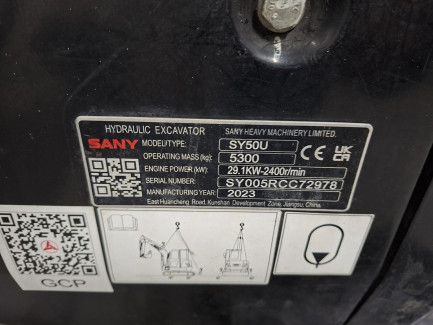 HYDRAULIC EXCAVATOR SANY HEAVY MACHINERY LIMITED.
SANY MODEL/TYPE: SY50U
OPERATING MASS (kg): 5300 CE UK CA
ENGINE POWER (kW): 29.1KW-2400r/min
SERIAL NUMBER: SY005RCC72978
MANUFACTURING YEAR: 2023
East Huancheng Road, Kunshan Development Zone, Jiangsu, China.
GCP